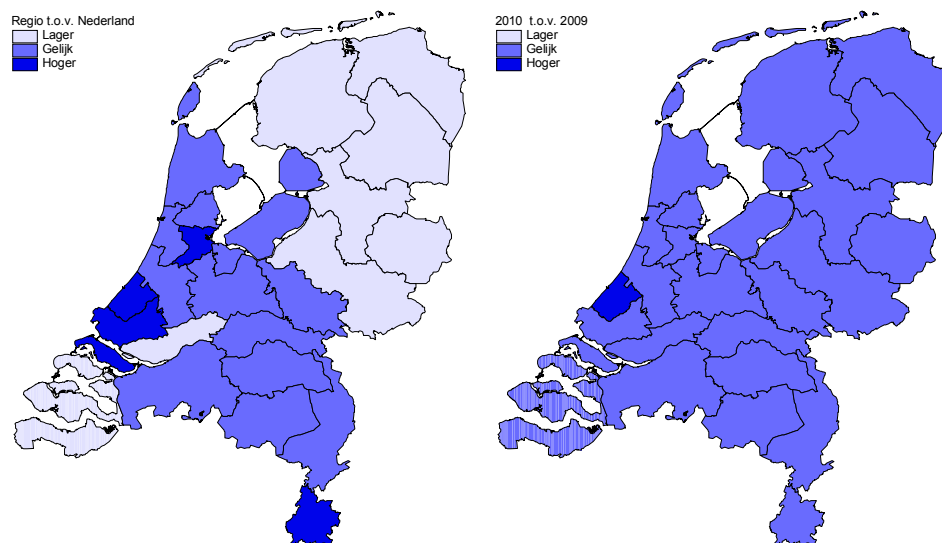 Regio t.o.v. Nederland
Lager
Gelijk
Hoger
2010 t.o.v. 2009
Lager
Gelijk
Hoger